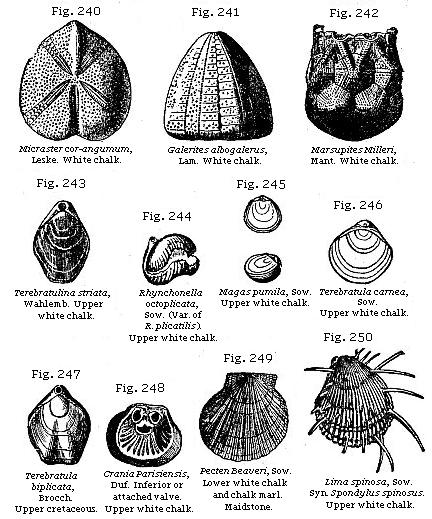 Fig. 240
Micraster cor-angumum,
Leske. White chalk.
Fig. 241
Galerites albogalerus,
Lam. White chalk.
Fig. 242
Marsupites Milleri,
Mant. White chalk.
Fig. 243
Terebratulina striata,
Wahlemb. Upper
white chalk.
Fig. 244
Rhynchonella
octoplicata,
Sow. (Var. of
R. plicatilis).
Upper white chalk.
Fig. 245
Magas pumila, Sow.
Upper white chalk.
Fig. 246
Terebratula carnea,
Sow.
Upper white chalk.
Fig. 247
Terebratula
biplicata,
Brocch.
Upper cretaceous.
Fig. 248
Crania Parisiensis,
Duf. Inferior or
attached valve.
Upper white chalk.
Fig. 249
Pecten Beaveri, Sow.
Lower white chalk
and chalk marl.
Maidstone.
Fig. 250
Lima spinosa, Sow.
Syn. Spondylus spinosus.
Upper white chalk.